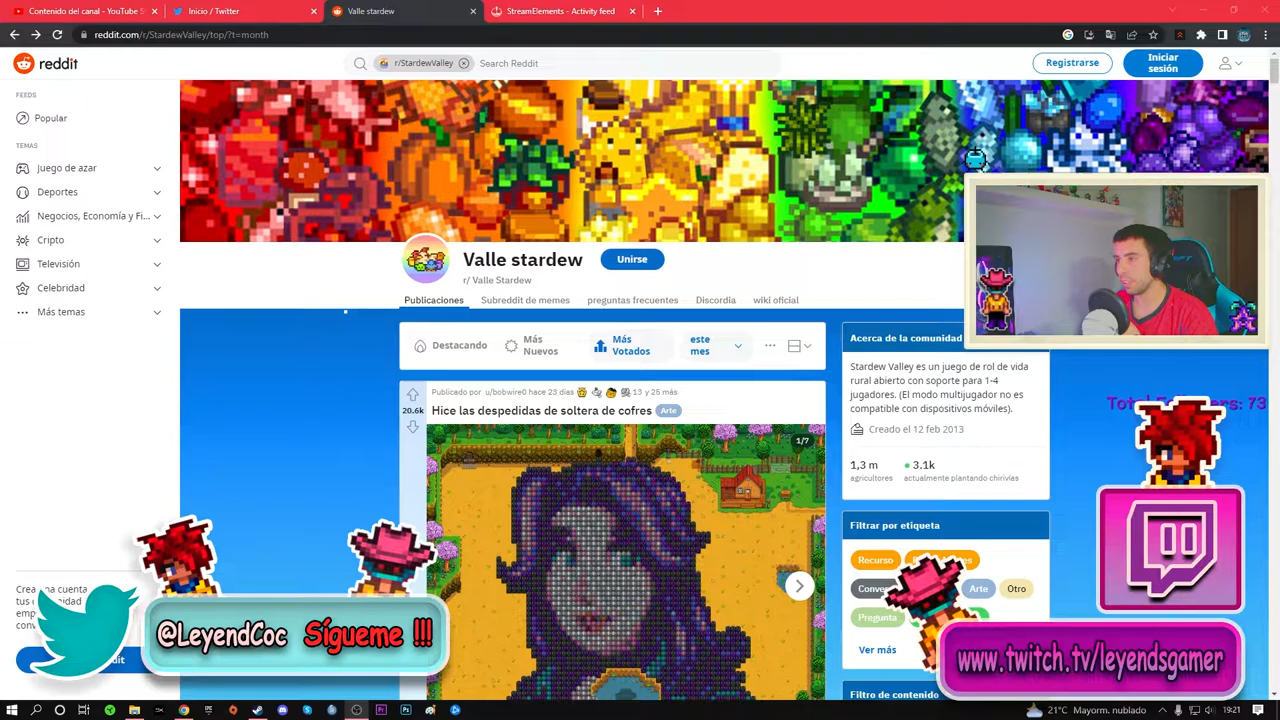 Contenido del canal - YouTube S
Inicio / Twitter
Valle stardew
StreamElements - Activity feed
reddit.com/r/StardewValley/top/?t=month
reddit
r/StardewValley
Search Reddit
Registrarse
Iniciar
sesión
FEEDS
Popular
TEMAS
Juego de azar
Deportes
Negocios, Economía y Fi...
Cripto
Televisión
Celebridad
Más temas
Valle stardew
Unirse
r/ Valle Stardew
Publicaciones
Subreddit de memes
preguntas frecuentes
Discordia
wiki oficial
Destacando
Más
Nuevos
Más
Votados
este
mes
Publicado por u/bobwire0 hace 23 días
13 y 25 más
20.6k
Hice las despedidas de soltera de cofres
Arte
1/7
Acerca de la comunidad
Stardew Valley es un juego de rol de vida
rural abierto con soporte para 1-4
jugadores. (El modo multijugador no es
compatible con dispositivos móviles).
Creado el 12 feb 2013
1,3 m
3.1k
agricultores
actualmente plantando chirivías
Filtrar por etiqueta
Recurso
Arte
Otro
Pregunta
Ver más
Filtro de contenido
Total Followers: 73
@LeyendCoc Sígueme !!!
21°C Mayorm. nublado
19:21